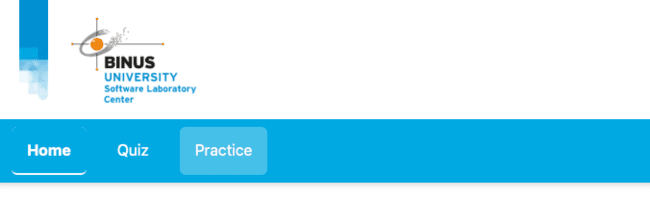 BINUS
UNIVERSITY
Software Laboratory
Center
Home Quiz Practice